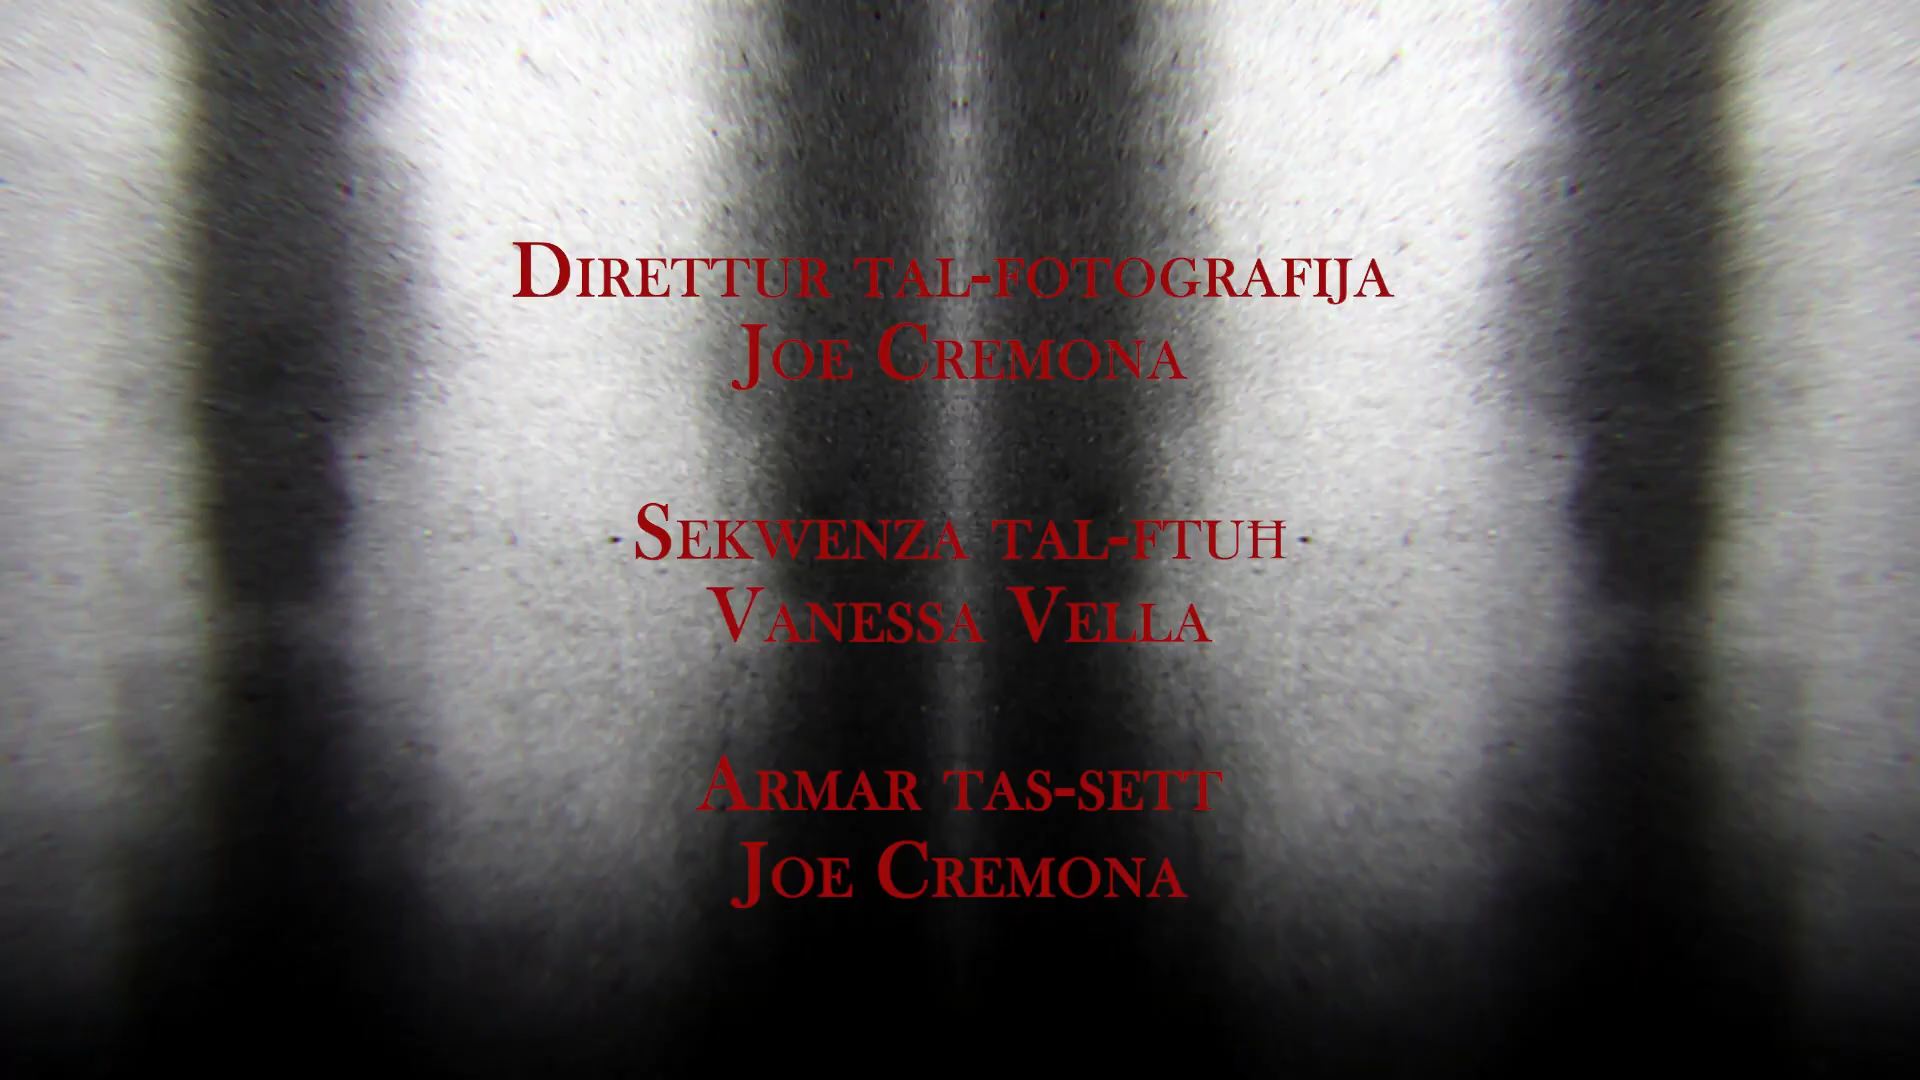 Direttur tal-fotografija
Joe Cremona
Sekwenza tal-ftuħ
Vanessa Vella
Armar tas-sett
Joe Cremona